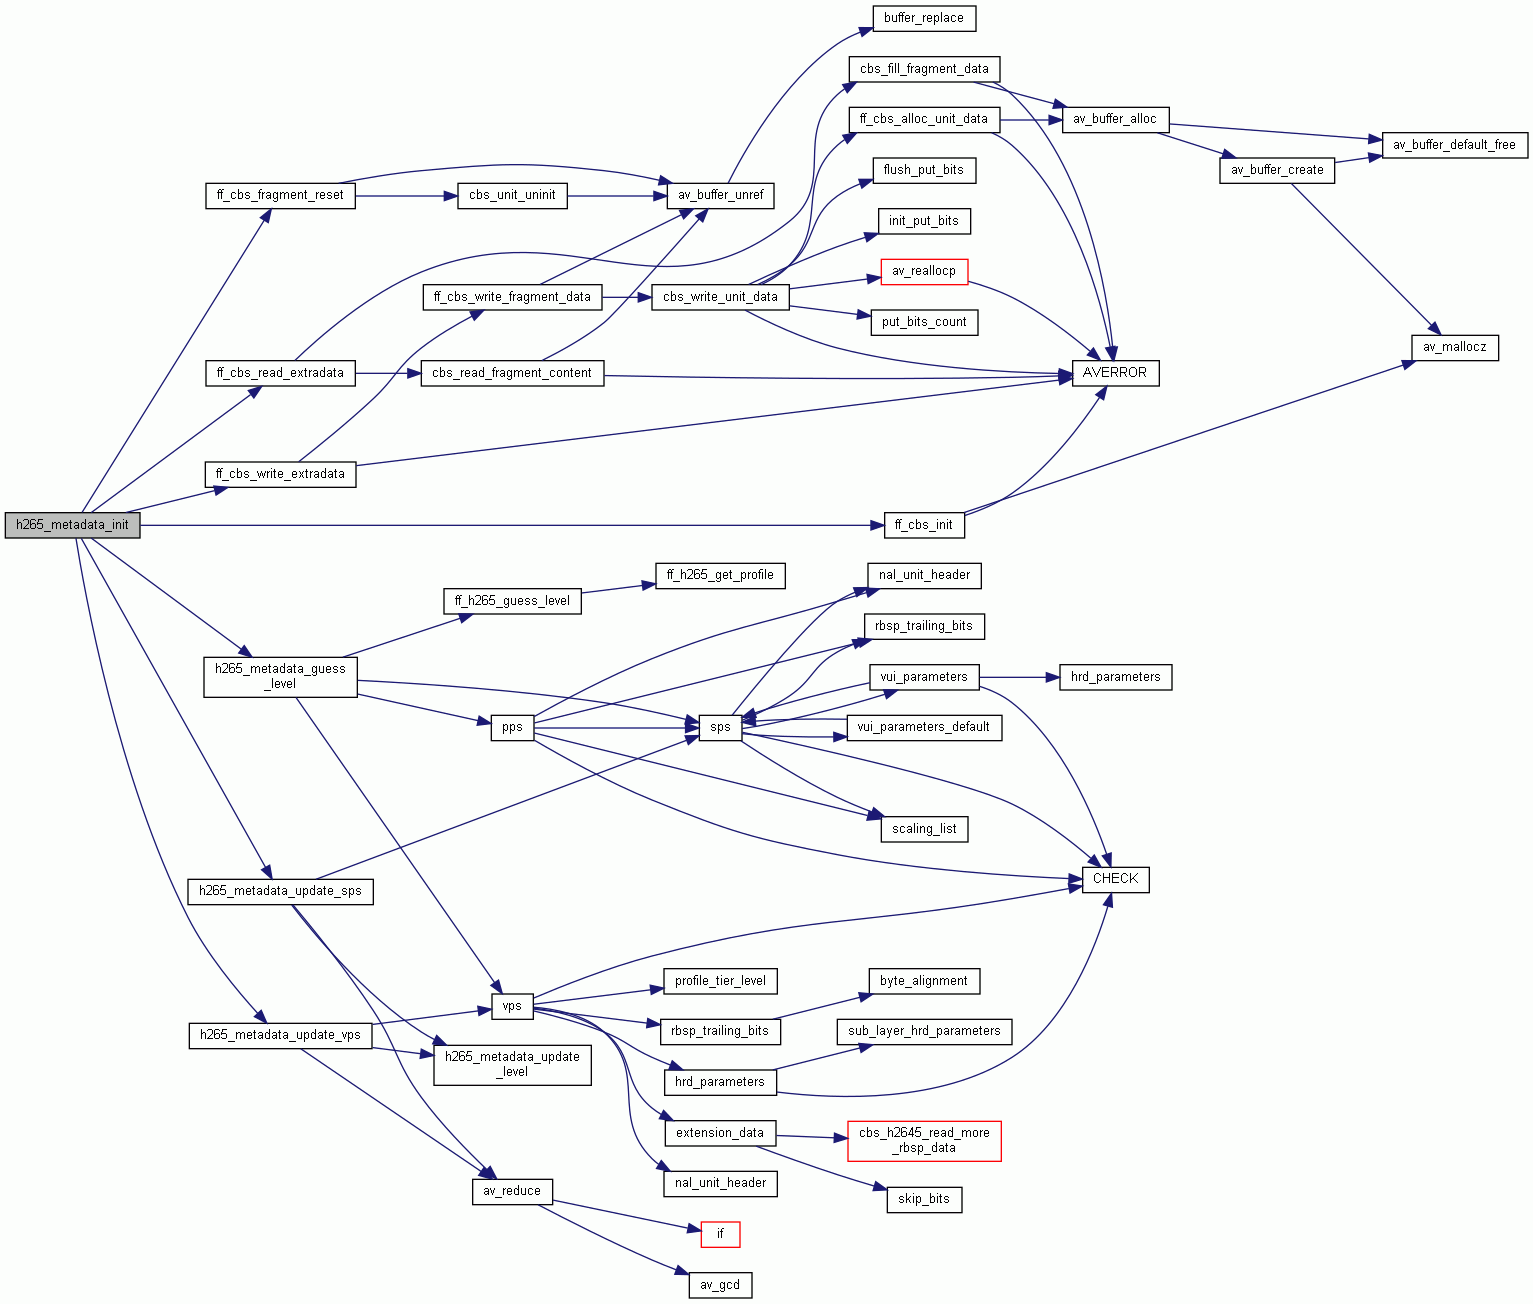 buffer_replace
cbs_fill_fragment_data
ff_cbs_alloc_unit_data
av_buffer_alloc
av_buffer_default_free
flush_put_bits
av_buffer_create
ff_cbs_fragment_reset
cbs_unit_uninit
av_buffer_unref
init_put_bits
av_reallocp
ff_cbs_write_fragment_data
cbs_write_unit_data
put_bits_count
av_mallocz
ff_cbs_read_extradata
cbs_read_fragment_content
AVERROR
ff_cbs_write_extradata
h265_metadata_init
ff_cbs_init
ff_h265_get_profile
nal_unit_header
ff_h265_guess_level
rbsp_trailing_bits
h265_metadata_guess
_level
vui_parameters
hrd_parameters
pps
sps
vui_parameters_default
scaling_list
CHECK
h265_metadata_update_sps
profile_tier_level
byte_alignment
vps
rbsp_trailing_bits
sub_layer_hrd_parameters
h265_metadata_update_vps
h265_metadata_update
_level
hrd_parameters
extension_data
cbs_h2645_read_more
_rbsp_data
nal_unit_header
av_reduce
skip_bits
if
av_gcd